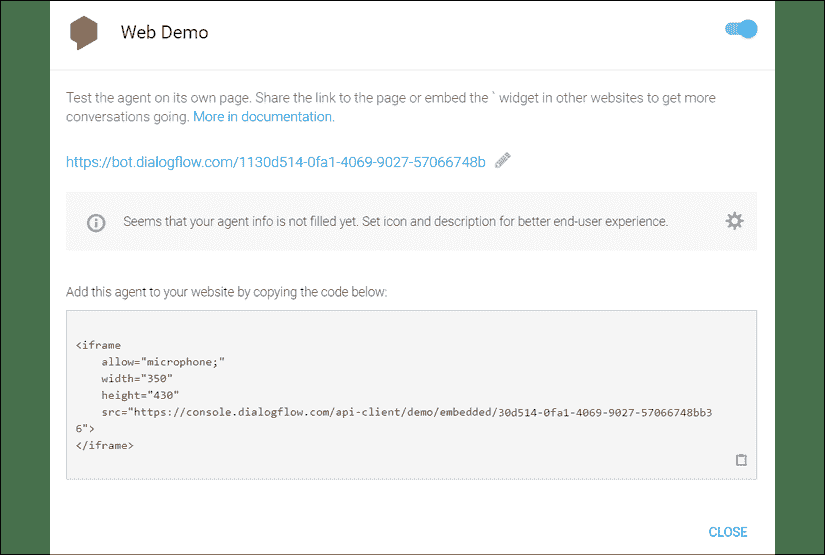 Web Demo
Test the agent on its own page. Share the link to the page or embed the ` widget in other websites to get more
conversations going. More in documentation.
https://bot.dialogflow.com/1130d514-0fa1-4069-9027-57066748b
Seems that your agent info is not filled yet. Set icon and description for better end-user experience.
Add this agent to your website by copying the code below:
<iframe
    allow="microphone;"
    width="350"
    height="430"
    src="https://console.dialogflow.com/api-client/demo/embedded/30d514-0fa1-4069-9027-57066748bb3
6">
</iframe>
CLOSE